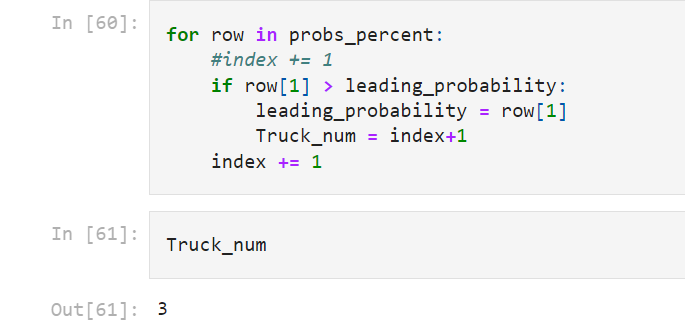 In [60]:
for row in probs_percent:
    #index += 1
    if row[1] > leading_probability:
        leading_probability = row[1]
        Truck_num = index+1
    index += 1
In [61]:
Truck_num
Out[61]: 3